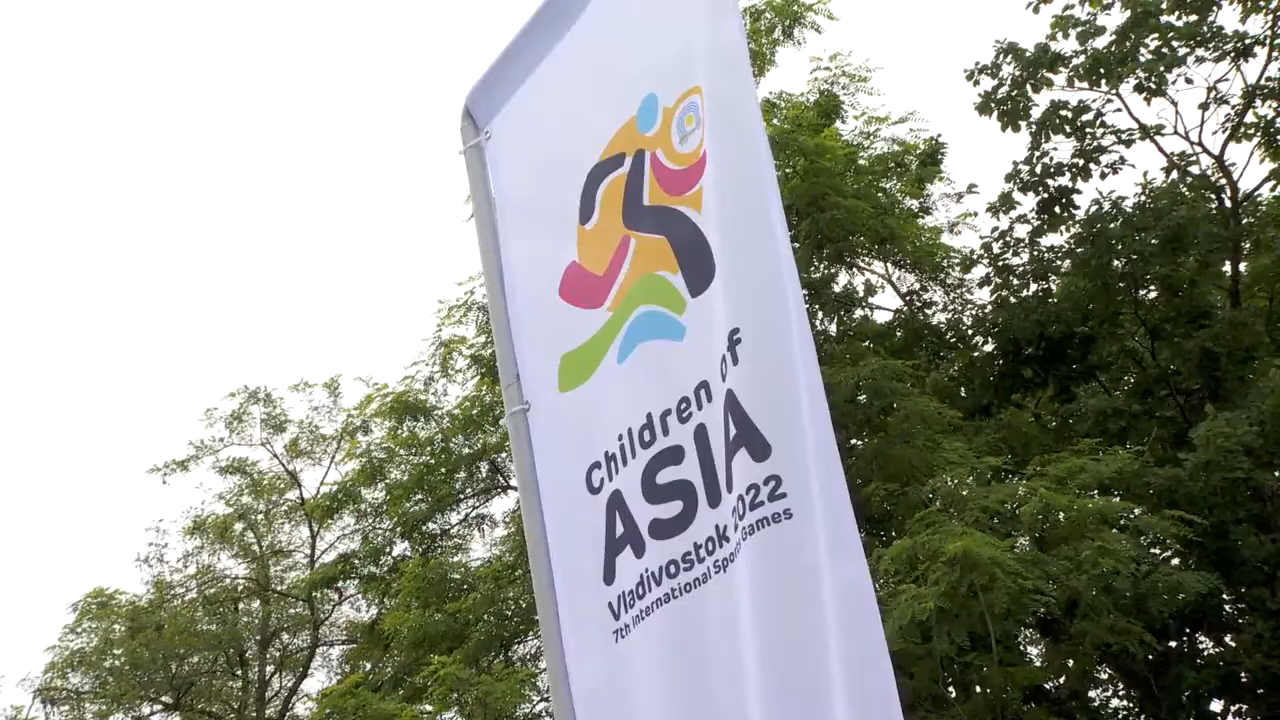 Children of
ASIA
Vladivostok 2022
7th International Sports Games